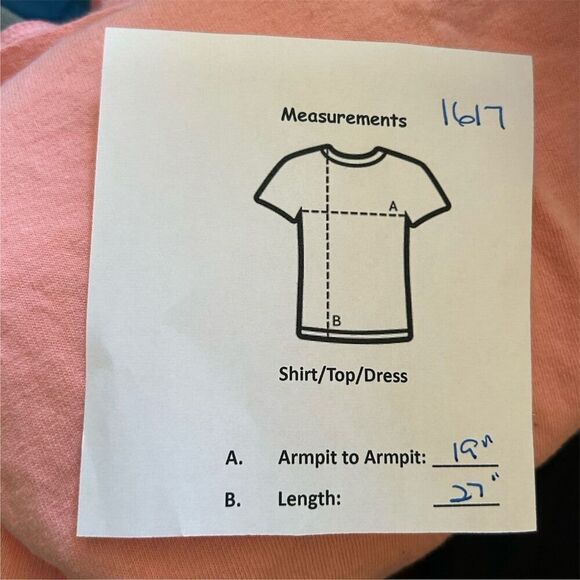 Measurements 1617
A
B
Shirt/Top/Dress
A. Armpit to Armpit: 19"
B. Length: 27"